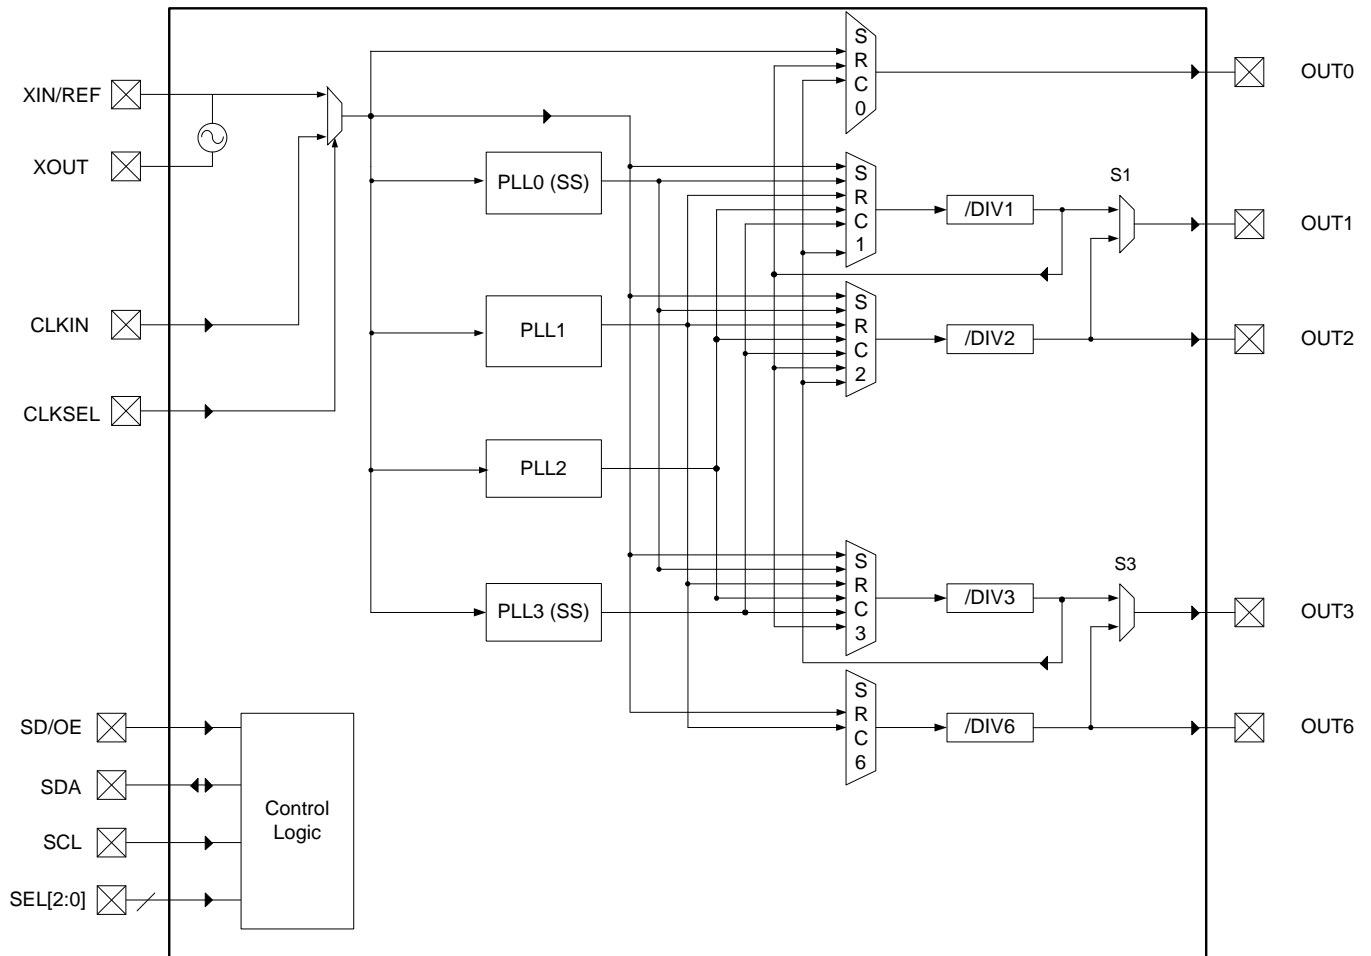 XIN/REF
XOUT
CLKIN
CLKSEL
SD/OE
SDA
SCL
SEL[2:0]
Control
Logic
PLL0 (SS)
PLL1
PLL2
PLL3 (SS)
S
R
C
0
S
R
C
1
S
R
C
2
S
R
C
3
S
R
C
6
/DIV1
/DIV2
/DIV3
/DIV6
S1
S3
OUT0
OUT1
OUT2
OUT3
OUT6